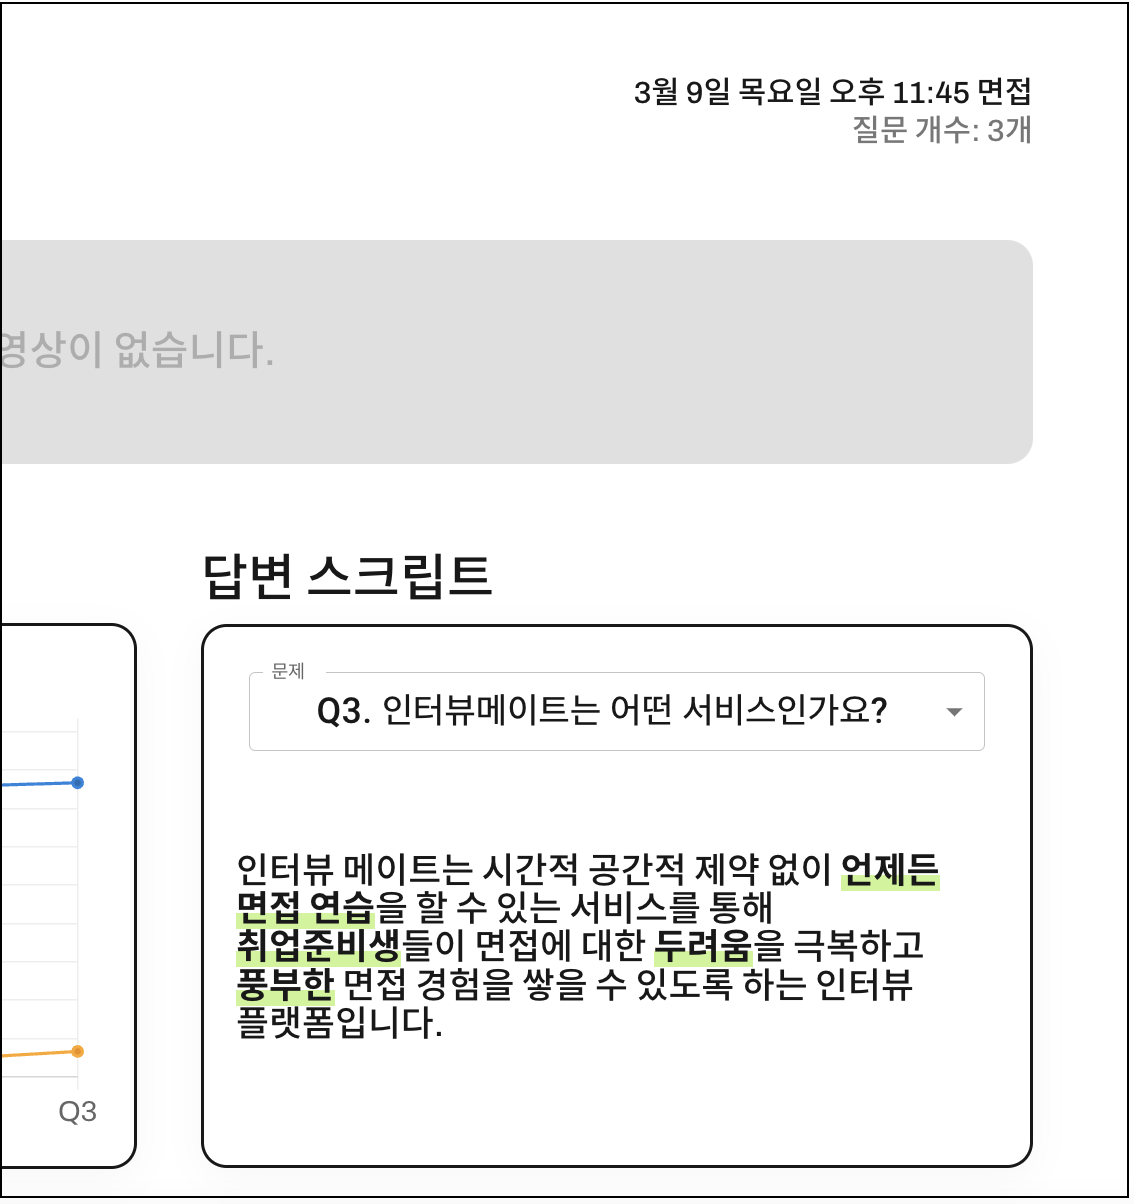 3월 9일 목요일 오후 11:45 면접
질문 개수: 3개
영상이 없습니다.
답변 스크립트
문제
Q3. 인터뷰메이트는 어떤 서비스인가요?
인터뷰 메이트는 시간적 공간적 제약 없이 언제든
면접 연습을 할 수 있는 서비스를 통해
취업준비생들이 면접에 대한 두려움을 극복하고
풍부한 면접 경험을 쌓을 수 있도록 하는 인터뷰
플랫폼입니다.
Q3